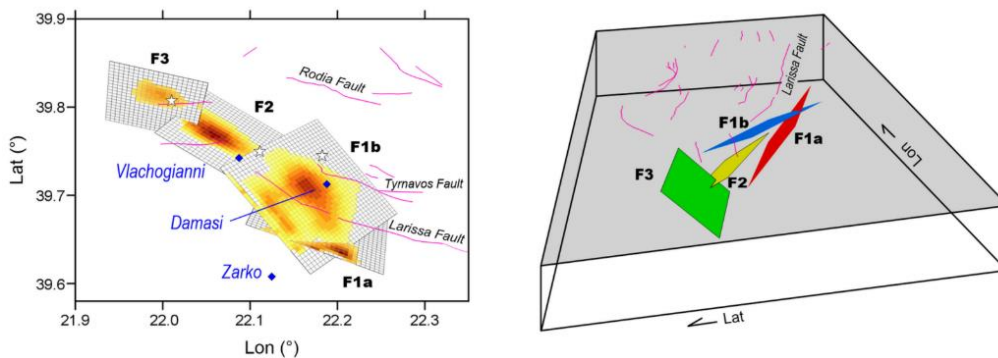 39.9
39.8
39.7
39.6
Lat (°)
21.9
22.0
22.1
22.2
22.3
Lon (°)
F3
F2
F1b
F1a
Rodia Fault
Tyrnavos Fault
Larissa Fault
Vlachogianni
Damasi
Zarko
Larissa Fault
F1b
F1a
F3
F2
Lon
Lat